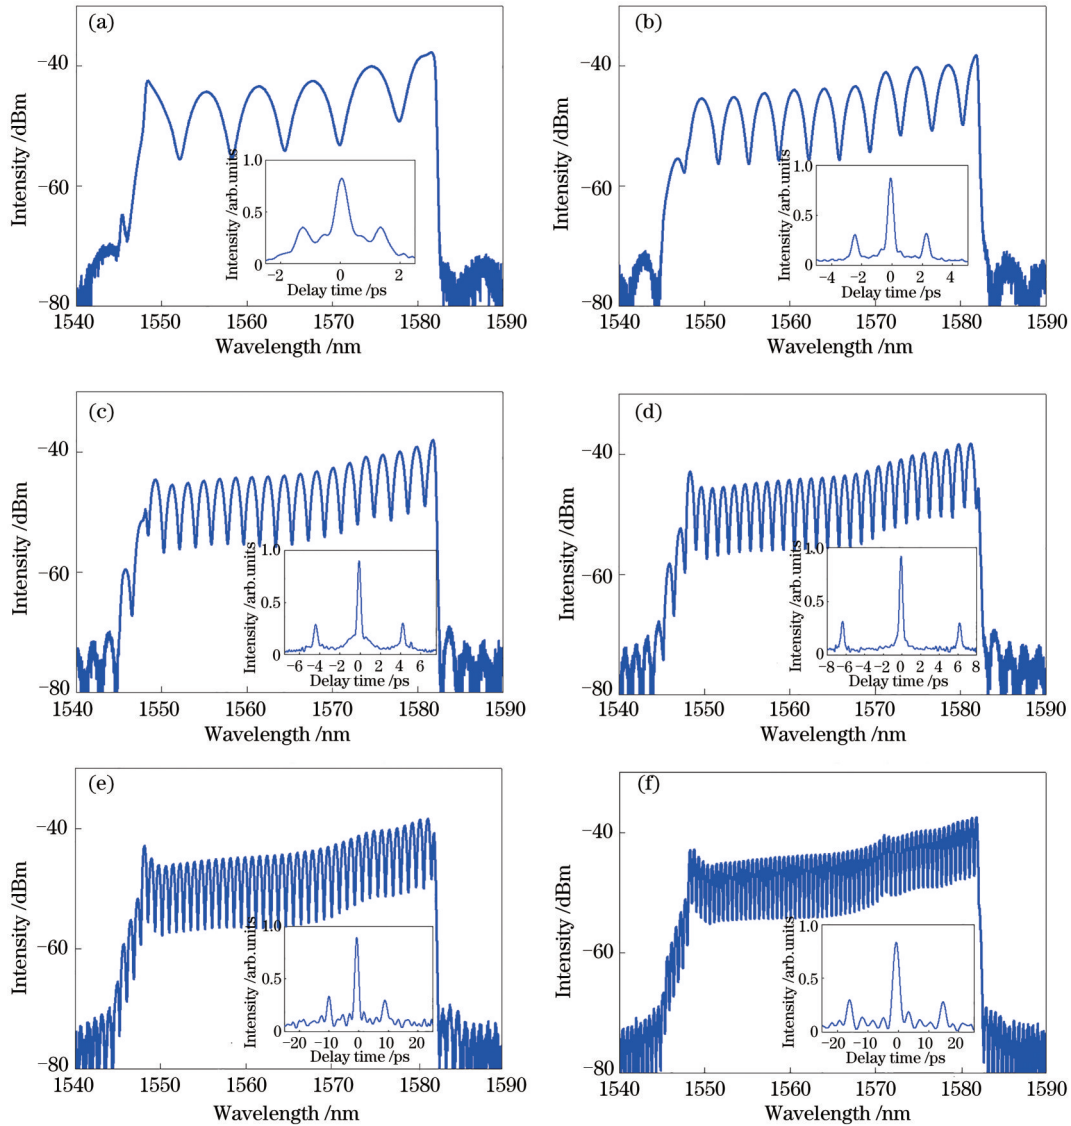 (a)
−40
−60
−80
Intensity /dBm
1540 1550 1560 1570 1580 1590
Wavelength /nm
1.0
0.5
0
Intensity /arb.units
−2 0 2
Delay time /ps
(b)
−40
−60
−80
Intensity /dBm
1540 1550 1560 1570 1580 1590
Wavelength /nm
1.0
0.5
0
Intensity /arb.units
−4 −2 0 2 4
Delay time /ps
(c)
−40
−60
−80
Intensity /dBm
1540 1550 1560 1570 1580 1590
Wavelength /nm
1.0
0.5
0
Intensity /arb.units
−6 −4 −2 0 2 4 6
Delay time /ps
(d)
−40
−60
−80
Intensity /dBm
1540 1550 1560 1570 1580 1590
Wavelength /nm
1.0
0.5
0
Intensity /arb.units
−8 −6 −4 −2 0 2 4 6 8
Delay time /ps
(e)
−40
−60
−80
Intensity /dBm
1540 1550 1560 1570 1580 1590
Wavelength /nm
1.0
0.5
0
Intensity /arb.units
−20 −10 0 10 20
Delay time /ps
(f)
−40
−60
−80
Intensity /dBm
1540 1550 1560 1570 1580 1590
Wavelength /nm
1.0
0.5
0
Intensity /arb.units
−20 −10 0 10 20
Delay time /ps